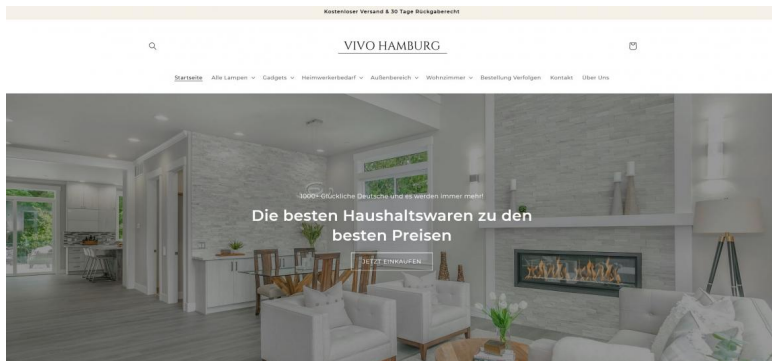 Kostenloser Versand & 30 Tage Rückgaberecht
VIVO HAMBURG
Startseite Alle Lampen Gadgets Heimwerkerbedarf Außenbereich Wohnzimmer Bestellung Verfolgen Kontakt Über Uns
1000+ Glückliche Deutsche und es werden immer mehr!
Die besten Haushaltswaren zu den
besten Preisen
JETZT EINKAUFEN